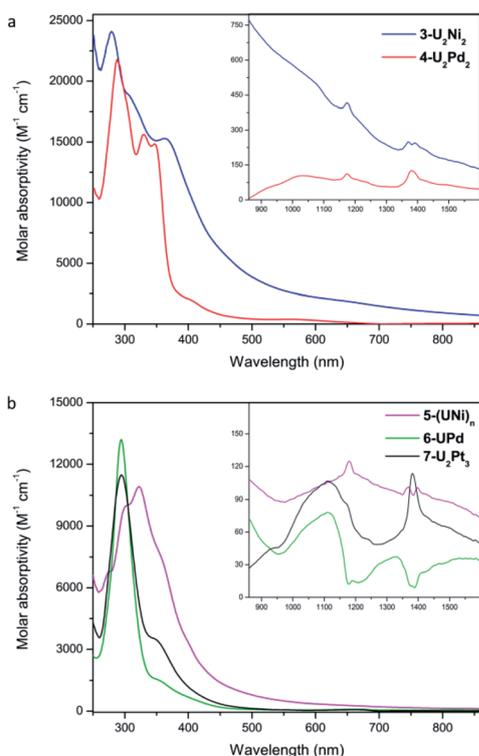 a
25000
20000
15000
10000
5000
0
Molar absorptivity (M⁻¹ cm⁻¹)
300 400 500 600 700 800
Wavelength (nm)
3-U₂Ni₂
4-U₂Pd₂
750
600
450
300
150
0
900 1000 1100 1200 1300 1400 1500
b
15000
12000
9000
6000
3000
0
Molar absorptivity (M⁻¹ cm⁻¹)
300 400 500 600 700 800
Wavelength (nm)
5-(UNi)ₙ
6-UPd
7-U₂Pt₃
150
120
90
60
30
0
900 1000 1100 1200 1300 1400 1500